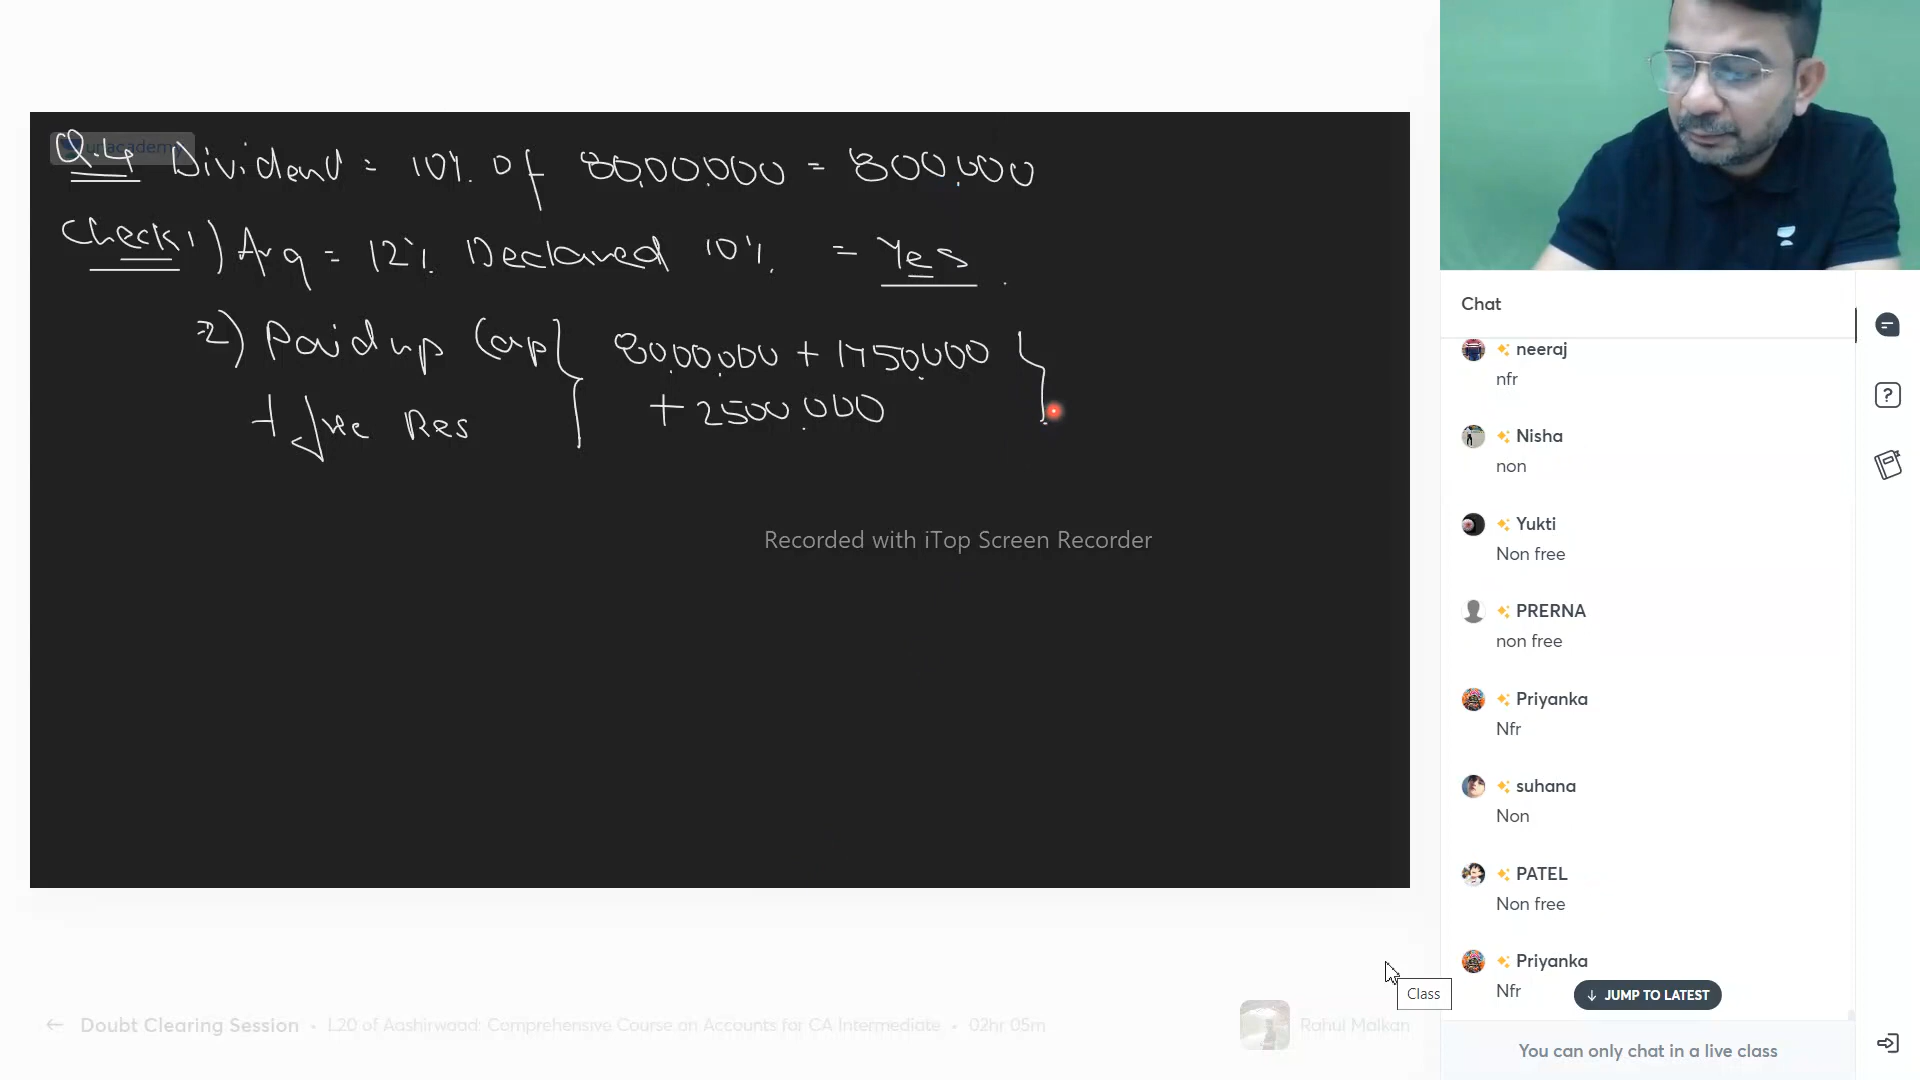 unacademy
Q.4 Dividend = 10% of 80,00,000 = 800,000
Check 1) Avg = 12% Declared 10% = Yes
2) Paid up Cap } 80,00,000 + 1750,000 }
+ free Res + 2500,000
Recorded with iTop Screen Recorder
Chat
neeraj
nfr
Nisha
non
Yukti
Non free
PRERNA
non free
Priyanka
Nfr
suhana
Non
PATEL
Non free
Priyanka
Nfr
↓ JUMP TO LATEST
Class
← Doubt Clearing Session • L20 of Aashirwaad: Comprehensive Course on Accounts for CA Intermediate • 02hr 05m
Rahul Malkan
You can only chat in a live class